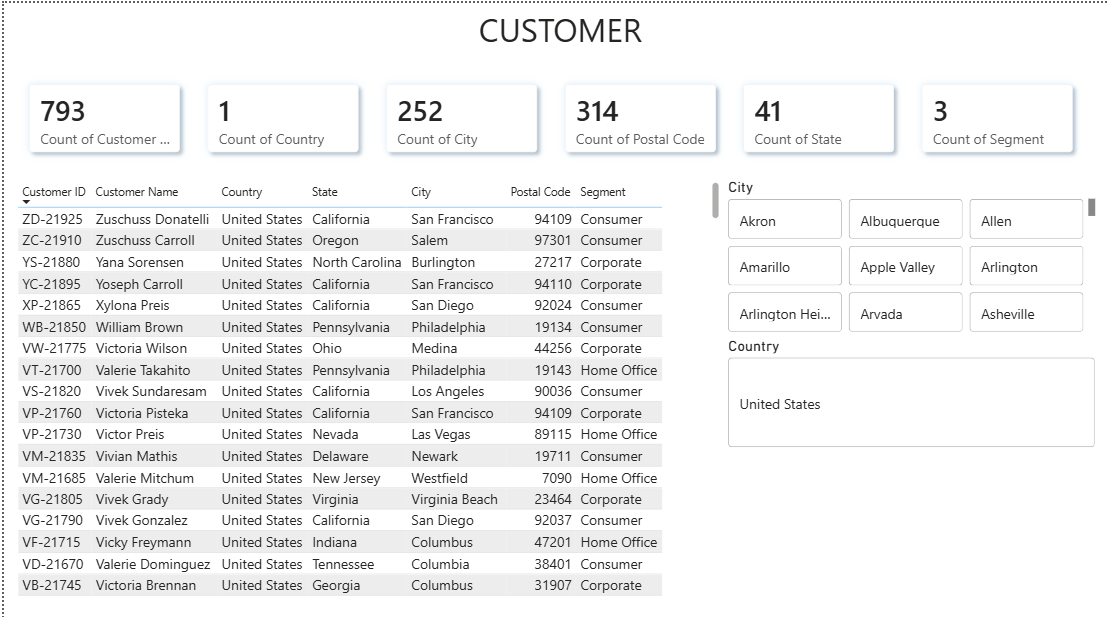 CUSTOMER
793
Count of Customer ...
1
Count of Country
252
Count of City
314
Count of Postal Code
41
Count of State
3
Count of Segment
Customer ID Customer Name Country State City Postal Code Segment
ZD-21925 Zuschuss Donatelli United States California San Francisco 94109 Consumer
ZC-21910 Zuschuss Carroll United States Oregon Salem 97301 Consumer
YS-21880 Yana Sorensen United States North Carolina Burlington 27217 Corporate
YC-21895 Yoseph Carroll United States California San Francisco 94110 Corporate
XP-21865 Xylona Preis United States California San Diego 92024 Consumer
WB-21850 William Brown United States Pennsylvania Philadelphia 19134 Consumer
VW-21775 Victoria Wilson United States Ohio Medina 44256 Corporate
VT-21700 Valerie Takahito United States Pennsylvania Philadelphia 19143 Home Office
VS-21820 Vivek Sundaresam United States California Los Angeles 90036 Consumer
VP-21760 Victoria Pisteka United States California San Francisco 94109 Corporate
VP-21730 Victor Preis United States Nevada Las Vegas 89115 Home Office
VM-21835 Vivian Mathis United States Delaware Newark 19711 Consumer
VM-21685 Valerie Mitchum United States New Jersey Westfield 7090 Home Office
VG-21805 Vivek Grady United States Virginia Virginia Beach 23464 Corporate
VG-21790 Vivek Gonzalez United States California San Diego 92037 Consumer
VF-21715 Vicky Freymann United States Indiana Columbus 47201 Home Office
VD-21670 Valerie Dominguez United States Tennessee Columbia 38401 Consumer
VB-21745 Victoria Brennan United States Georgia Columbus 31907 Corporate
City
Akron Albuquerque Allen
Amarillo Apple Valley Arlington
Arlington Hei... Arvada Asheville
Country
United States